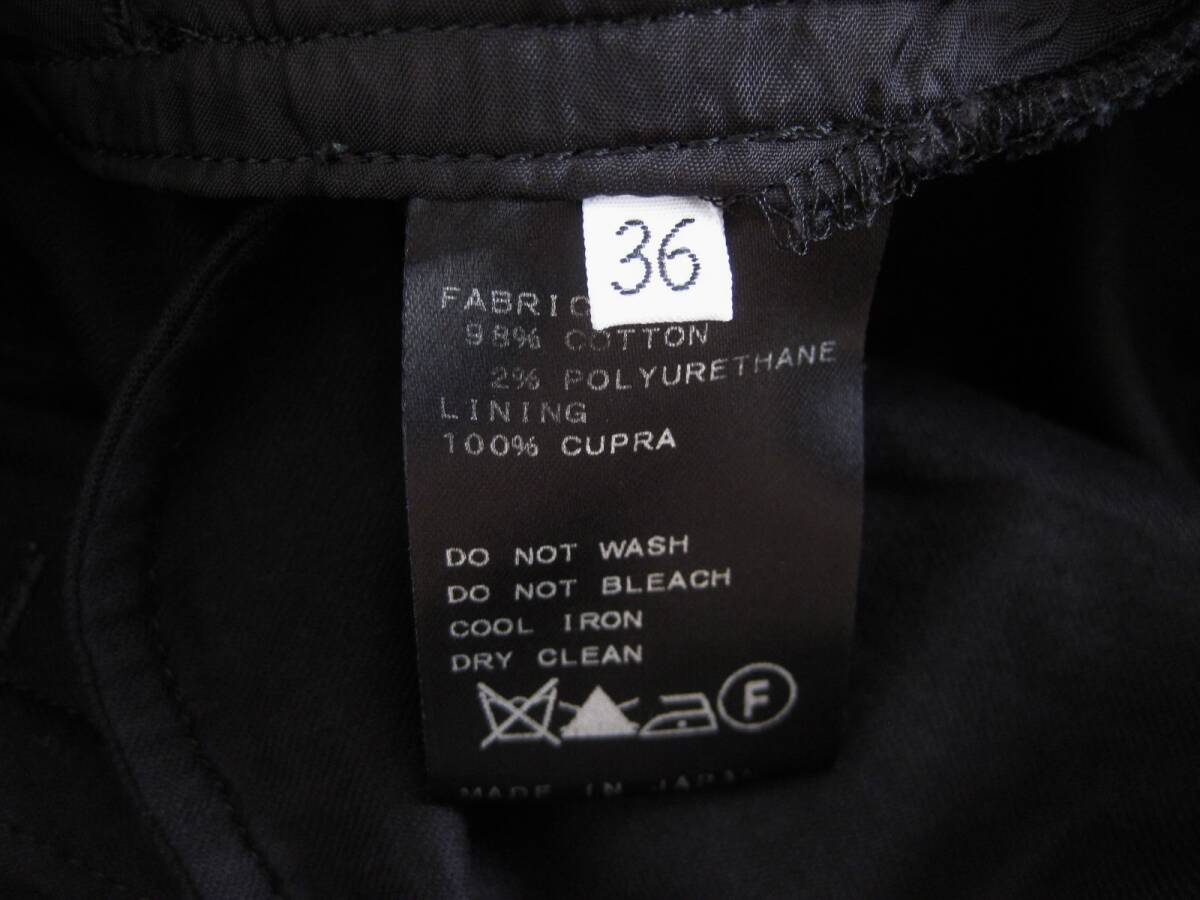 36
FABRIC
98% COTTON
2% POLYURETHANE
LINING
100% CUPRA
DO NOT WASH
DO NOT BLEACH
COOL IRON
DRY CLEAN
F
MADE IN JAPAN